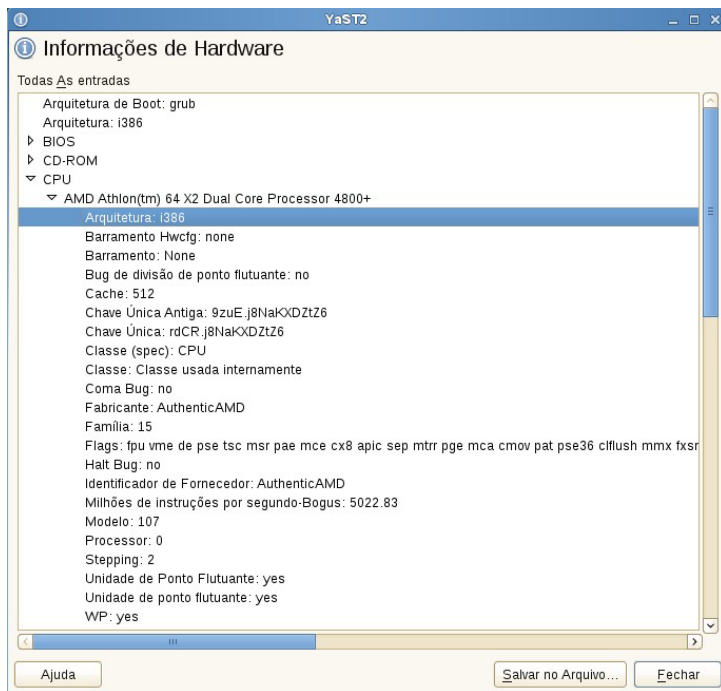 YaST2
Informações de Hardware
Todas As entradas
Arquitetura de Boot: grub
Arquitetura: i386
BIOS
CD-ROM
CPU
AMD Athlon(tm) 64 X2 Dual Core Processor 4800+
Arquitetura: i386
Barramento Hwcfg: none
Barramento: None
Bug de divisão de ponto flutuante: no
Cache: 512
Chave Única Antiga: 9zuE.j8NaKXDZtZ6
Chave Única: rdCR.j8NaKXDZtZ6
Classe (spec): CPU
Classe: Classe usada internamente
Coma Bug: no
Fabricante: AuthenticAMD
Família: 15
Flags: fpu vme de pse tsc msr pae mce cx8 apic sep mtrr pge mca cmov pat pse36 clflush mmx fxsr
Halt Bug: no
Identificador de Fornecedor: AuthenticAMD
Milhões de instruções por segundo-Bogus: 5022.83
Modelo: 107
Processor: 0
Stepping: 2
Unidade de Ponto Flutuante: yes
Unidade de ponto flutuante: yes
WP: yes
Ajuda
Salvar no Arquivo...
Fechar